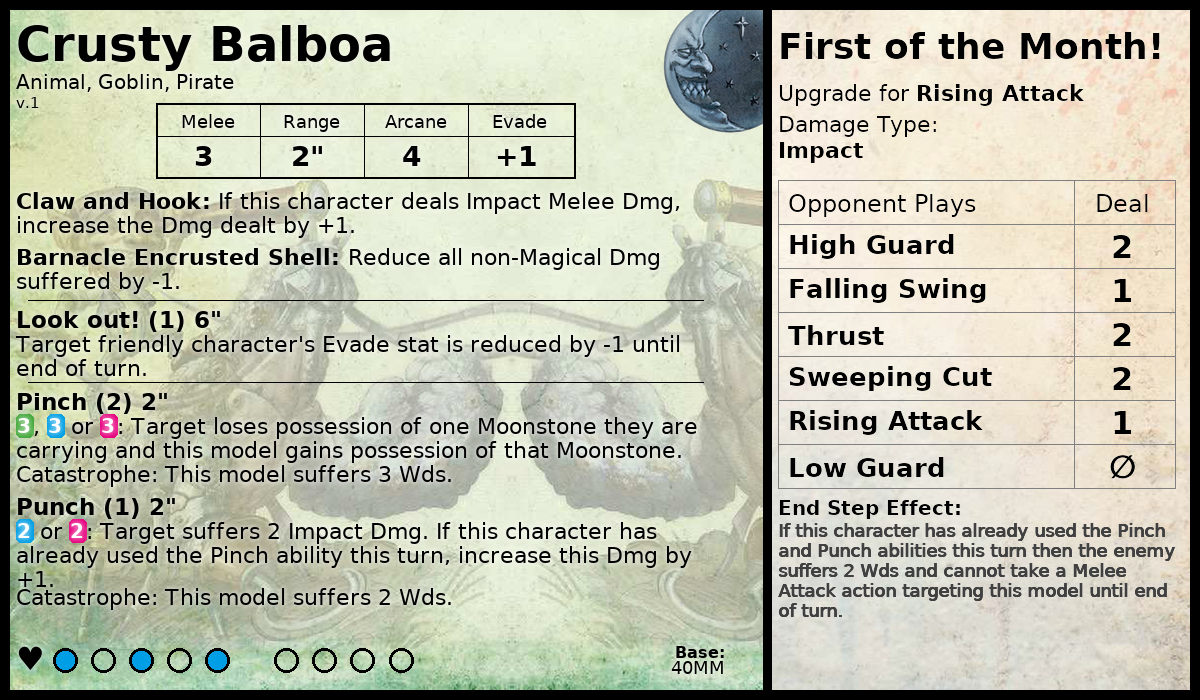 Crusty Balboa
Animal, Goblin, Pirate
v.1
Melee Range Arcane Evade
3 2" 4 +1
Claw and Hook: If this character deals Impact Melee Dmg,
increase the Dmg dealt by +1.
Barnacle Encrusted Shell: Reduce all non-Magical Dmg
suffered by -1.
Look out! (1) 6"
Target friendly character's Evade stat is reduced by -1 until
end of turn.
Pinch (2) 2"
3, 3 or 3: Target loses possession of one Moonstone they are
carrying and this model gains possession of that Moonstone.
Catastrophe: This model suffers 3 Wds.
Punch (1) 2"
2 or 2: Target suffers 2 Impact Dmg. If this character has
already used the Pinch ability this turn, increase this Dmg by
+1.
Catastrophe: This model suffers 2 Wds.
Base:
40MM
First of the Month!
Upgrade for Rising Attack
Damage Type:
Impact
Opponent Plays Deal
High Guard 2
Falling Swing 1
Thrust 2
Sweeping Cut 2
Rising Attack 1
Low Guard ∅
End Step Effect:
If this character has already used the Pinch
and Punch abilities this turn then the enemy
suffers 2 Wds and cannot take a Melee
Attack action targeting this model until end
of turn.